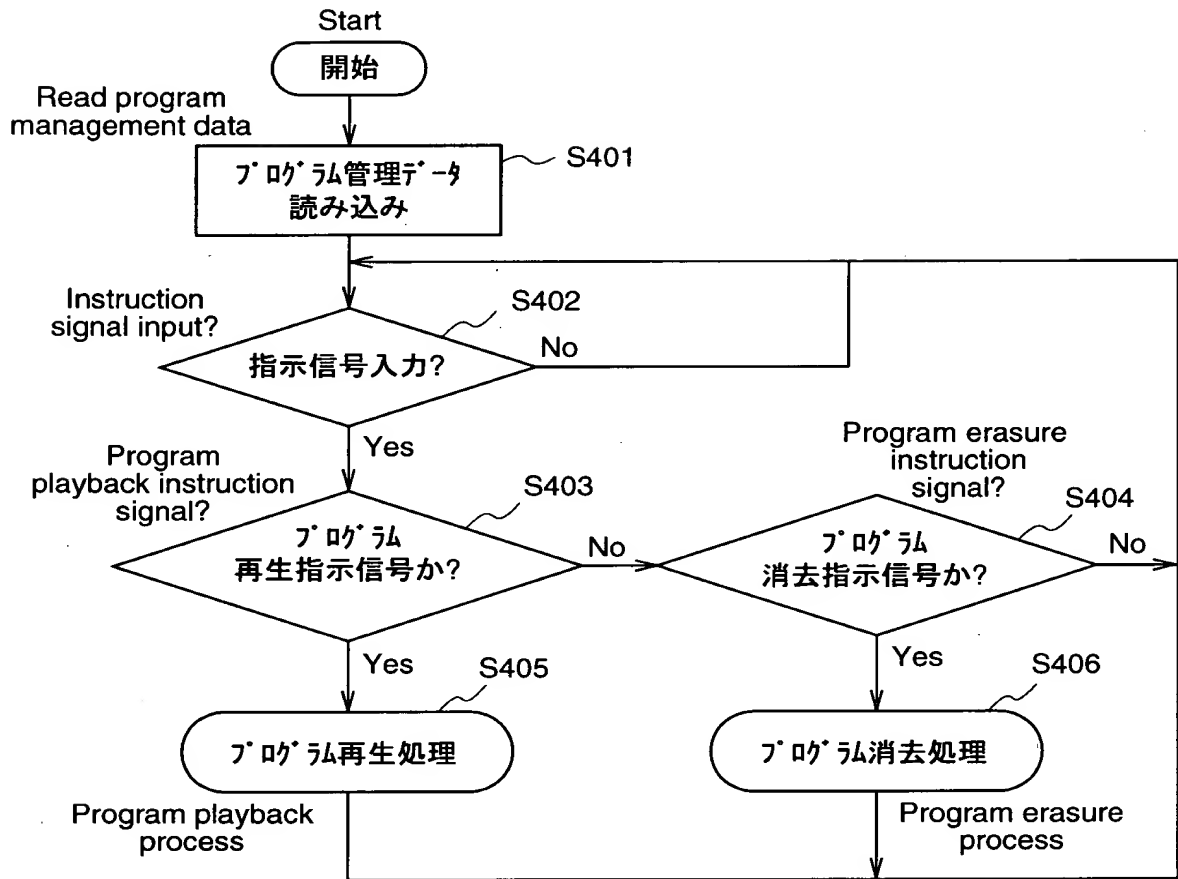 Start
開始
Read program
management data
プログラム管理データ
読み込み
S401
Instruction
signal input?
S402
指示信号入力?
No
Yes
Program
playback instruction
signal?
S403
プログラム
再生指示信号か?
No
Program erasure
instruction
signal?
S404
プログラム
消去指示信号か?
No
Yes
S405
プログラム再生処理
Program playback
process
Yes
S406
プログラム消去処理
Program erasure
process